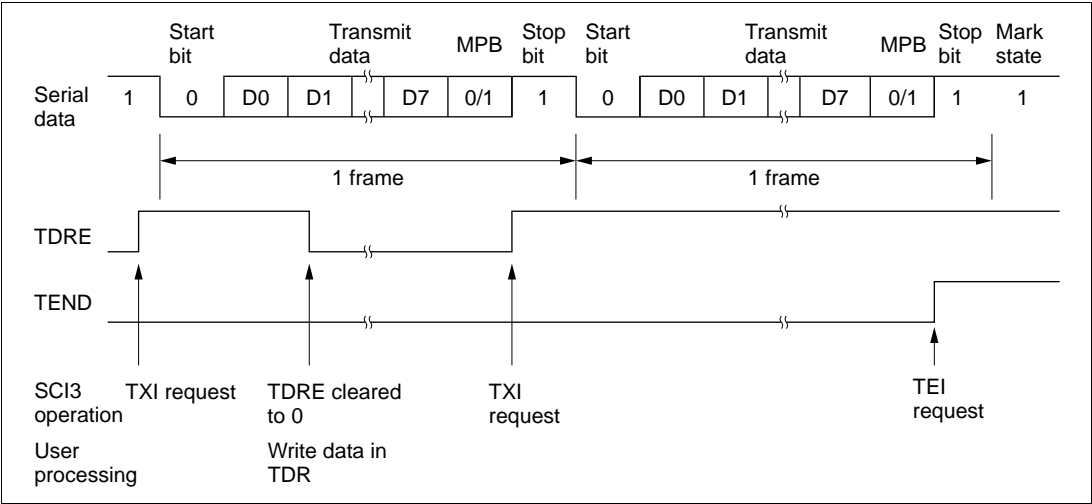 Start bit Transmit data MPB Stop bit Start bit Transmit data MPB Stop bit Mark state
Serial data 1 0 D0 D1 D7 0/1 1 0 D0 D1 D7 0/1 1 1
1 frame 1 frame
TDRE
TEND
SCI3 operation TXI request TDRE cleared to 0 TXI request TEI request
User processing Write data in TDR